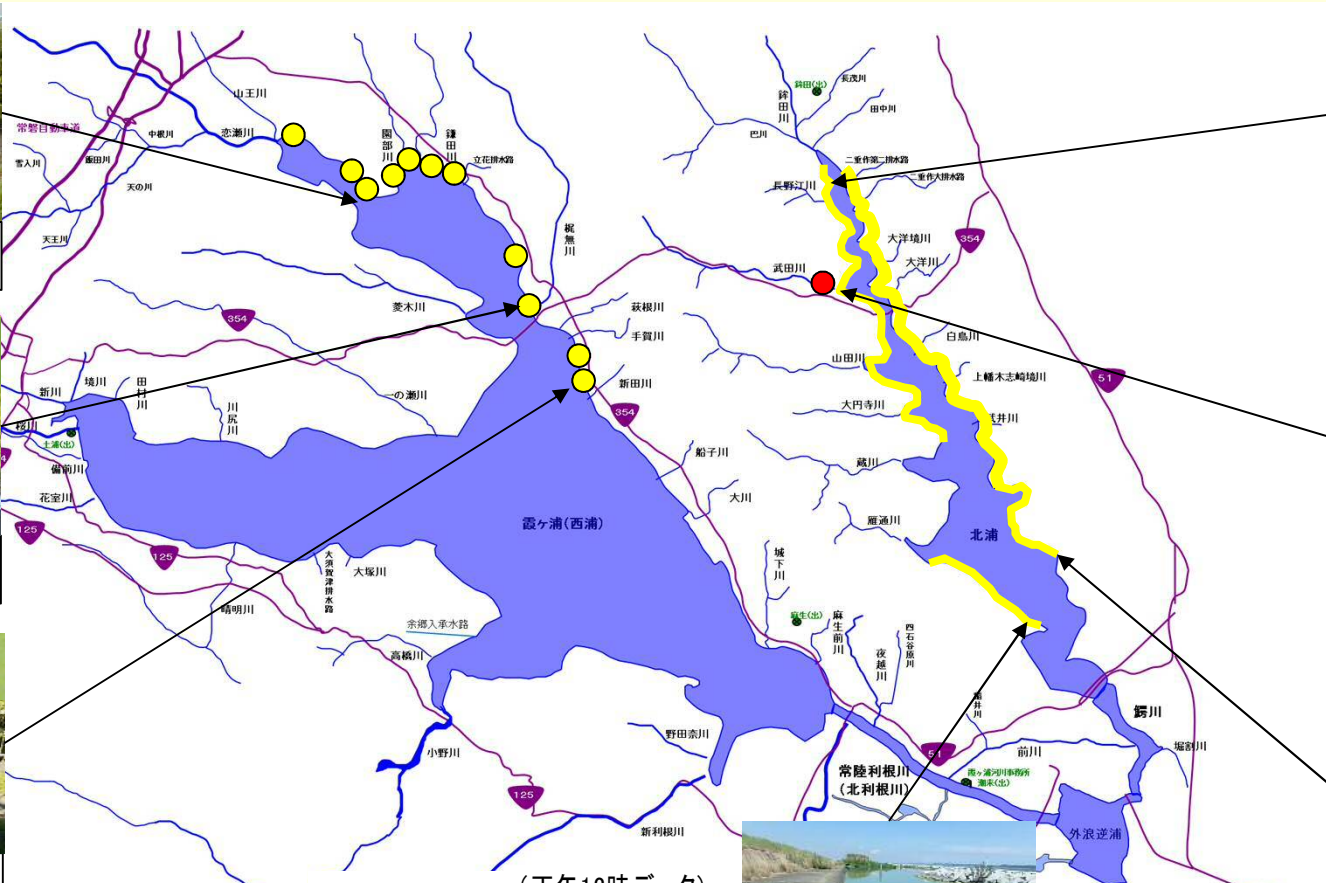 山王川
常磐自動車道
中根川
恋瀬川
園部川
鎌田川
立花排水路
雪入川
飯田川
天の川
天王川
梶無川
鉾田(出)
長茂川
鉾田川
田中川
巴川
二重作第二排水路
長野江川
二重作大排水路
大洋境川
大洋川
354
武田川
菱木川
354
萩根川
手賀川
白鳥川
山田川
上幡木志崎境川
51
新川
境川
田村川
川尻川
一の瀬川
新田川
354
大円寺川
桜川
土浦(出)
備前川
花室川
船子川
蔵川
大川
125
霞ヶ浦(西浦)
雁通川
北浦
125
大須賀津排水路
大塚川
城下川
清明川
余郷入承水路
麻生(出)
麻生前川
四石谷原川
夜越川
高橋川
鰐川
小野川
野田奈川
51
前川
堀割川
常陸利根川
(北利根川)
霞ヶ浦河川事務所
潮来(出)
125
新利根川
外浪逆浦